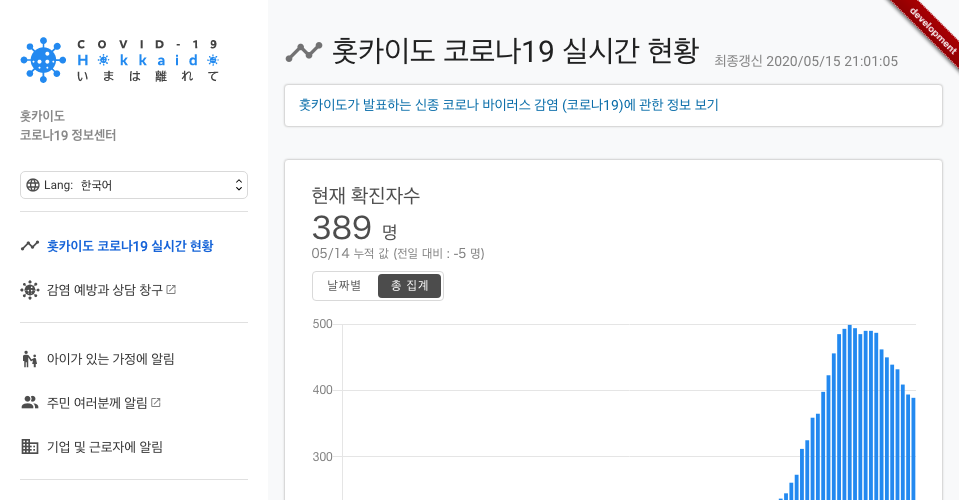 COVID-19
Hokkaido
いまは離れて
홋카이도
코로나19 정보센터
Lang: 한국어
홋카이도 코로나19 실시간 현황
감염 예방과 상담 창구
아이가 있는 가정에 알림
주민 여러분께 알림
기업 및 근로자에 알림
development
홋카이도 코로나19 실시간 현황
최종갱신 2020/05/15 21:01:05
홋카이도가 발표하는 신종 코로나 바이러스 감염 (코로나19)에 관한 정보 보기
현재 확진자수
389 명
05/14 누적 값 (전일 대비 : -5 명)
날짜별 총 집계
500
400
300